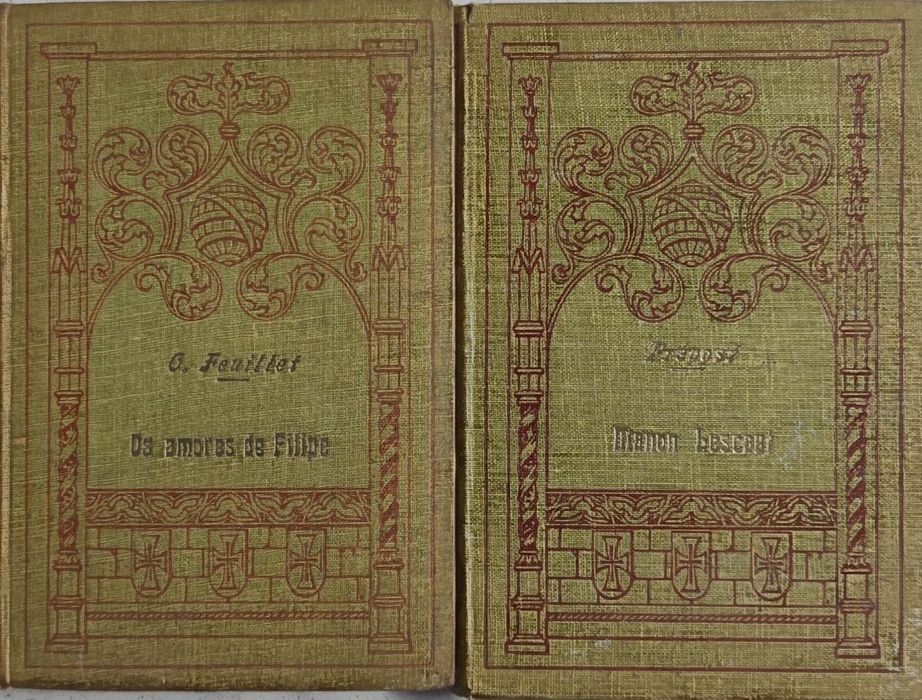 O. Feuillet
Os amores de Filipe
Prévost
Manon Lescaut